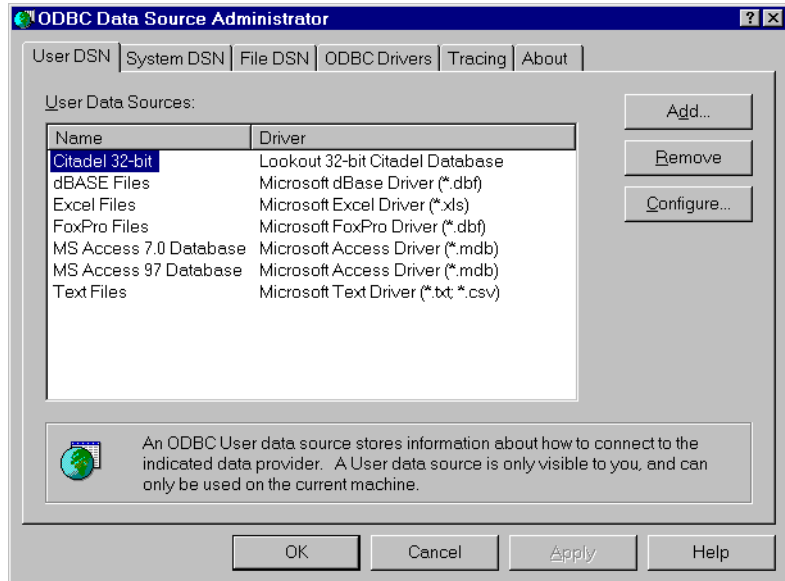 ODBC Data Source Administrator
User DSN System DSN File DSN ODBC Drivers Tracing About
User Data Sources:
Name Driver
Citadel 32-bit Lookout 32-bit Citadel Database
dBASE Files Microsoft dBase Driver (*.dbf)
Excel Files Microsoft Excel Driver (*.xls)
FoxPro Files Microsoft FoxPro Driver (*.dbf)
MS Access 7.0 Database Microsoft Access Driver (*.mdb)
MS Access 97 Database Microsoft Access Driver (*.mdb)
Text Files Microsoft Text Driver (*.txt; *.csv)
Add...
Remove
Configure...
An ODBC User data source stores information about how to connect to the
indicated data provider. A User data source is only visible to you, and can
only be used on the current machine.
OK Cancel Apply Help